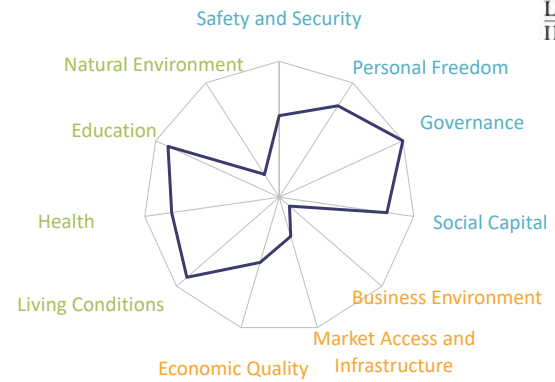 Safety and Security
Natural Environment
Personal Freedom
Education
Governance
Health
Social Capital
Living Conditions
Business Environment
Market Access and
Infrastructure
Economic Quality